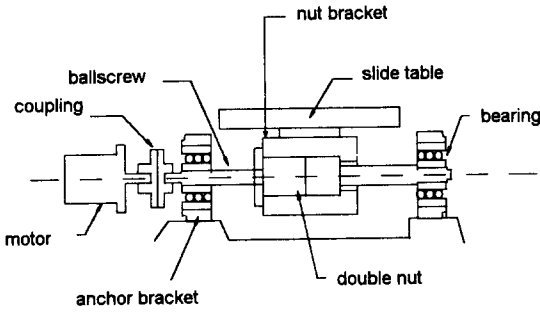 nut bracket
ballscrew
slide table
coupling
bearing
motor
double nut
anchor bracket